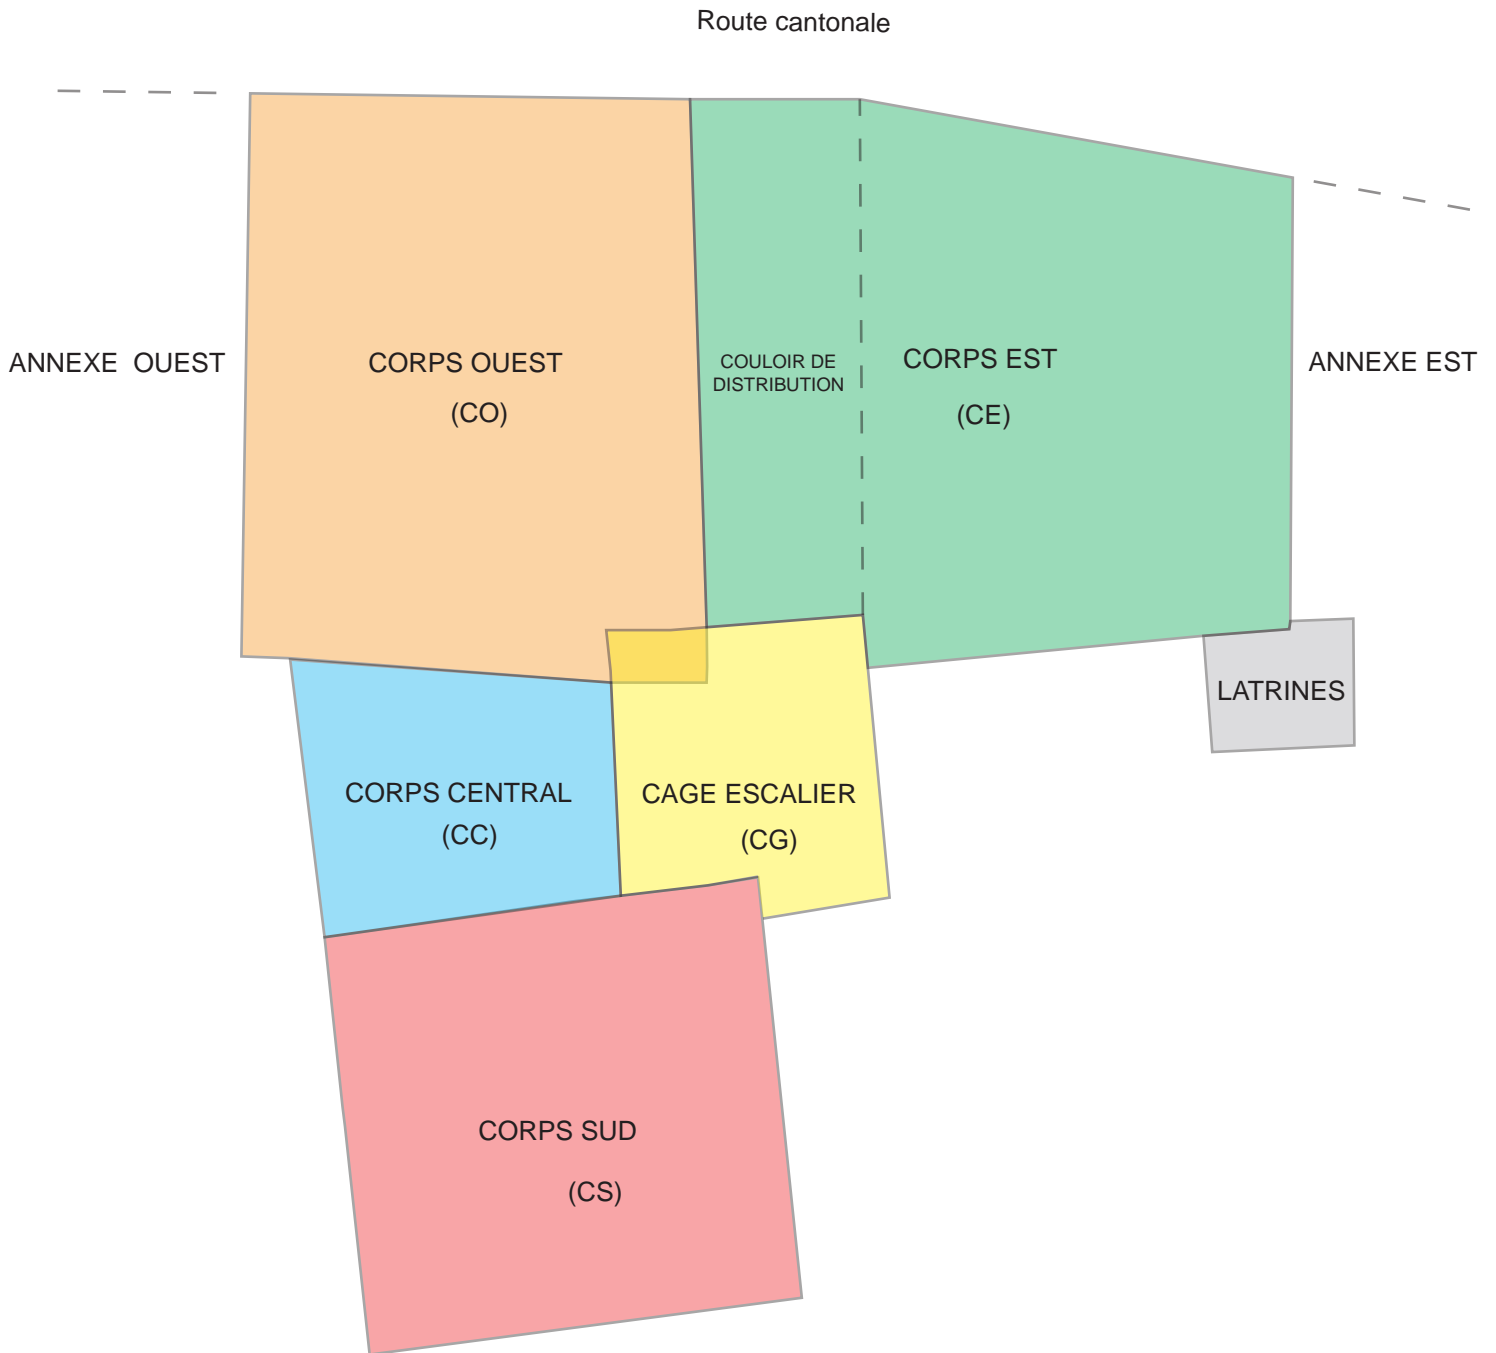 Route cantonale
ANNEXE OUEST
CORPS OUEST
(CO)
COULOIR DE
DISTRIBUTION
CORPS EST
(CE)
ANNEXE EST
LATRINES
CORPS CENTRAL
(CC)
CAGE ESCALIER
(CG)
CORPS SUD
(CS)